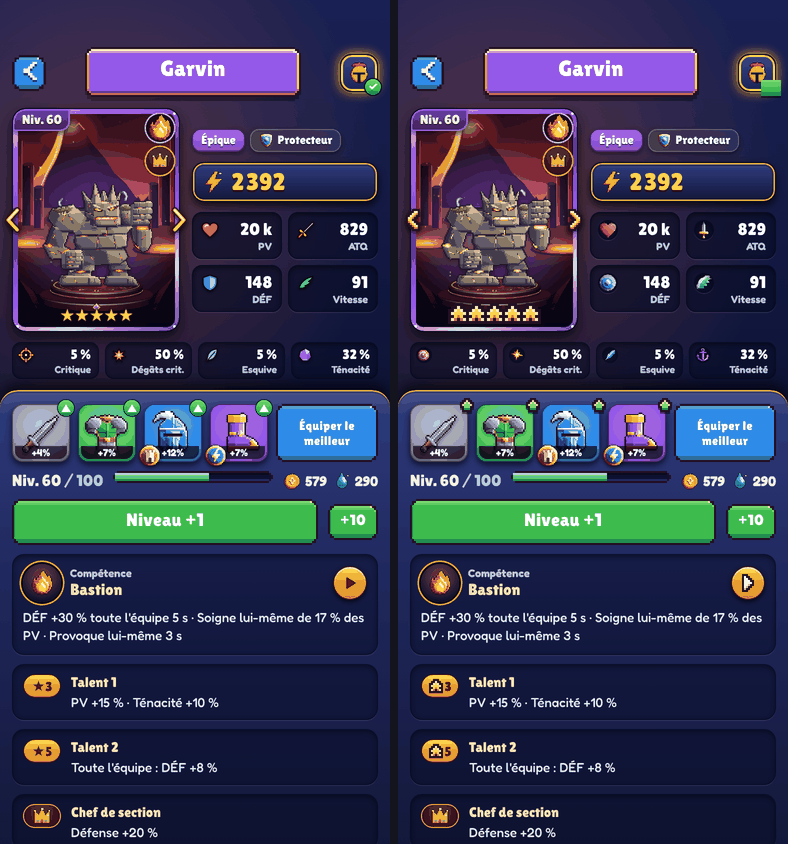 Garvin
Niv. 60
Épique
Protecteur
2392
20 k
PV
829
ATQ
148
DÉF
91
Vitesse
5 %
Critique
50 %
Dégâts crit.
5 %
Esquive
32 %
Ténacité
+4%
+7%
+12%
+7%
Équiper le
meilleur
Niv. 60 / 100
579
290
Niveau +1
+10
Compétence
Bastion
DÉF +30 % toute l'équipe 5 s · Soigne lui-même de 17 % des
PV · Provoque lui-même 3 s
3
Talent 1
PV +15 % · Ténacité +10 %
5
Talent 2
Toute l'équipe : DÉF +8 %
Chef de section
Défense +20 %
Garvin
Niv. 60
Épique
Protecteur
2392
20 k
PV
829
ATQ
148
DÉF
91
Vitesse
5 %
Critique
50 %
Dégâts crit.
5 %
Esquive
32 %
Ténacité
+4%
+7%
+12%
+7%
Équiper le
meilleur
Niv. 60 / 100
579
290
Niveau +1
+10
Compétence
Bastion
DÉF +30 % toute l'équipe 5 s · Soigne lui-même de 17 % des
PV · Provoque lui-même 3 s
3
Talent 1
PV +15 % · Ténacité +10 %
5
Talent 2
Toute l'équipe : DÉF +8 %
Chef de section
Défense +20 %